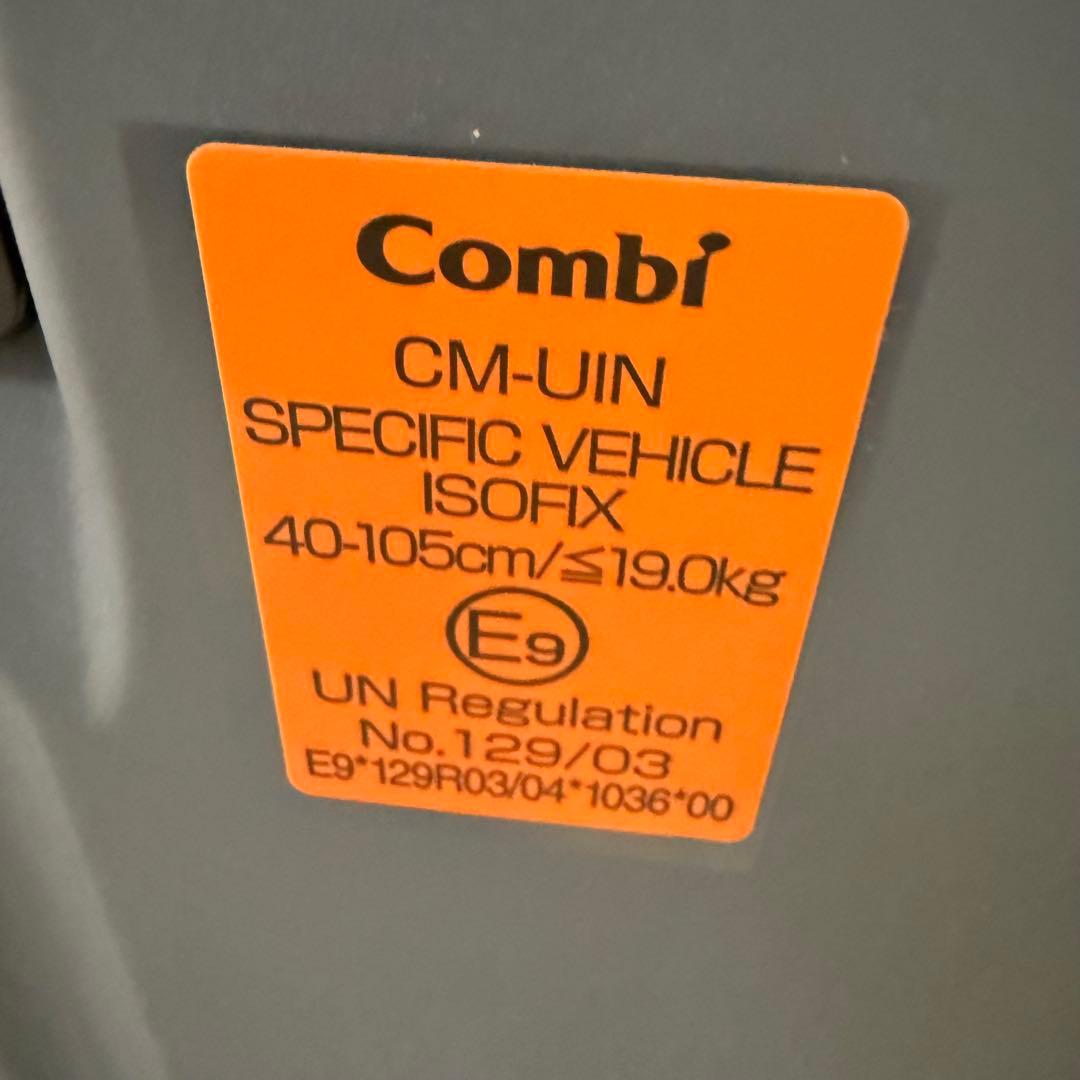 Combi
CM-UIN
SPECIFIC VEHICLE
ISOFIX
40-105cm/≦19.0kg
E9
UN Regulation
No.129/03
E9*129R03/04*1036*00